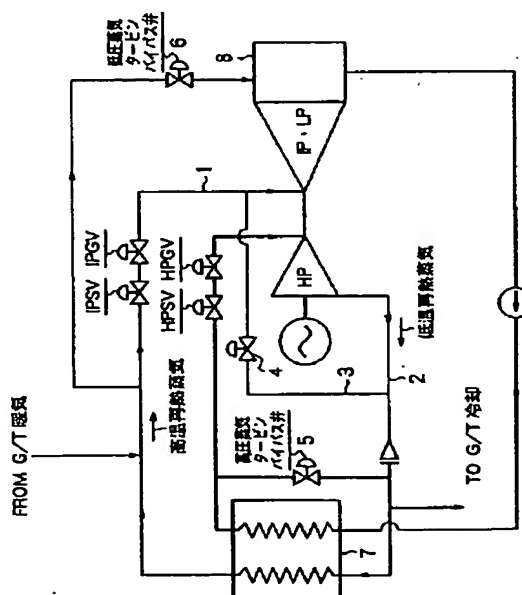 FROM G/T 暖気
高温再熱蒸気
低圧蒸気
タービン
バイパス弁
6
8
IPSV
IPGV
1
IP・LP
HPSV
HPGV
HP
4
3
低温再熱蒸気
2
高圧蒸気
タービン
バイパス弁
5
7
TO G/T 冷却